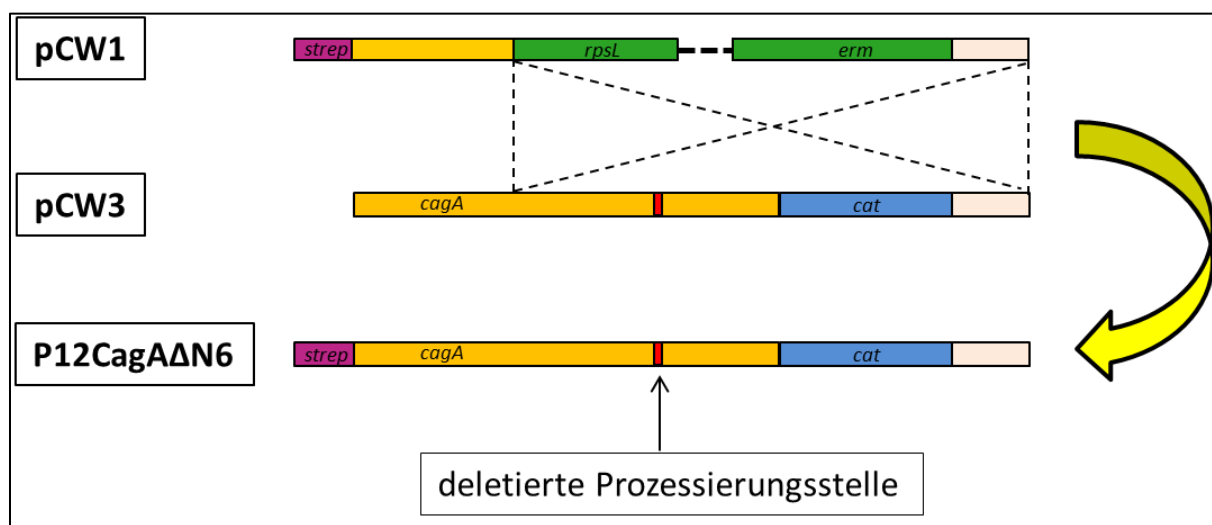 pCW1
strep
rpsL
erm
pCW3
cagA
cat
P12CagAΔN6
strep
cagA
cat
deletierte Prozessierungsstelle